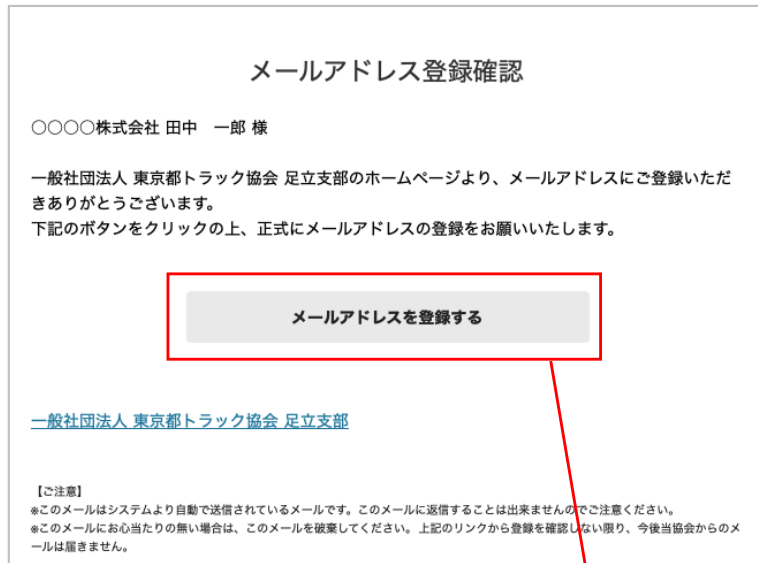 メールアドレス登録確認
〇〇〇〇株式会社 田中　一郎 様
一般社団法人 東京都トラック協会 足立支部のホームページより、メールアドレスにご登録いただ
きありがとうございます。
下記のボタンをクリックの上、正式にメールアドレスの登録をお願いいたします。
メールアドレスを登録する
一般社団法人 東京都トラック協会 足立支部
【ご注意】
※このメールはシステムより自動で送信されているメールです。このメールに返信することは出来ませんのでご注意ください。
※このメールにお心当たりの無い場合は、このメールを破棄してください。上記のリンクから登録を確認しない限り、今後当協会からのメ
ールは届きません。